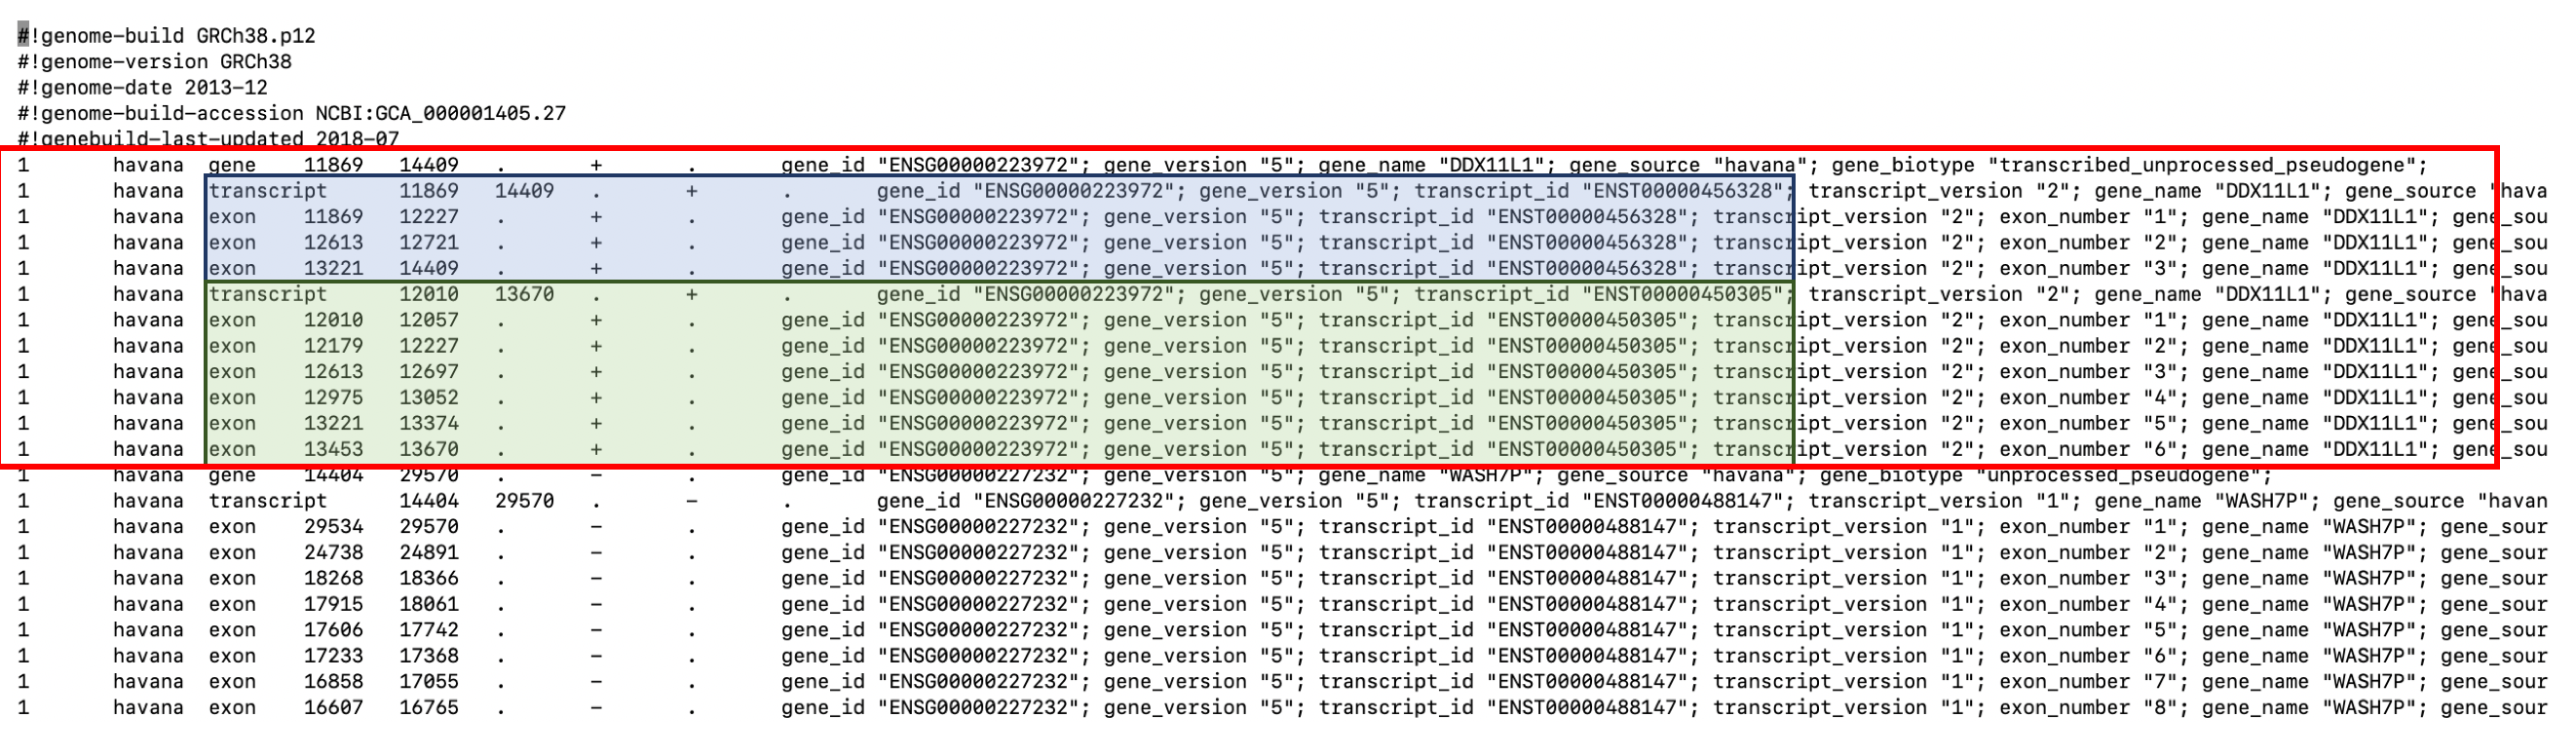 #!genome-build GRCh38.p12
#!genome-version GRCh38
#!genome-date 2013-12
#!genome-build-accession NCBI:GCA_000001405.27
#!genebuild-last-updated 2018-07
1 havana gene 11869 14409 . + . gene_id "ENSG00000223972"; gene_version "5"; gene_name "DDX11L1"; gene_source "havana"; gene_biotype "transcribed_unprocessed_pseudogene";
1 havana transcript 11869 14409 . + . gene_id "ENSG00000223972"; gene_version "5"; transcript_id "ENST00000456328"; transcript_version "2"; gene_name "DDX11L1"; gene_source "hava
1 havana exon 11869 12227 . + . gene_id "ENSG00000223972"; gene_version "5"; transcript_id "ENST00000456328"; transcript_version "2"; exon_number "1"; gene_name "DDX11L1"; gene_sou
1 havana exon 12613 12721 . + . gene_id "ENSG00000223972"; gene_version "5"; transcript_id "ENST00000456328"; transcript_version "2"; exon_number "2"; gene_name "DDX11L1"; gene_sou
1 havana exon 13221 14409 . + . gene_id "ENSG00000223972"; gene_version "5"; transcript_id "ENST00000456328"; transcript_version "2"; exon_number "3"; gene_name "DDX11L1"; gene_sou
1 havana transcript 12010 13670 . + . gene_id "ENSG00000223972"; gene_version "5"; transcript_id "ENST00000450305"; transcript_version "2"; gene_name "DDX11L1"; gene_source "hava
1 havana exon 12010 12057 . + . gene_id "ENSG00000223972"; gene_version "5"; transcript_id "ENST00000450305"; transcript_version "2"; exon_number "1"; gene_name "DDX11L1"; gene_sou
1 havana exon 12179 12227 . + . gene_id "ENSG00000223972"; gene_version "5"; transcript_id "ENST00000450305"; transcript_version "2"; exon_number "2"; gene_name "DDX11L1"; gene_sou
1 havana exon 12613 12697 . + . gene_id "ENSG00000223972"; gene_version "5"; transcript_id "ENST00000450305"; transcript_version "2"; exon_number "3"; gene_name "DDX11L1"; gene_sou
1 havana exon 12975 13052 . + . gene_id "ENSG00000223972"; gene_version "5"; transcript_id "ENST00000450305"; transcript_version "2"; exon_number "4"; gene_name "DDX11L1"; gene_sou
1 havana exon 13221 13374 . + . gene_id "ENSG00000223972"; gene_version "5"; transcript_id "ENST00000450305"; transcript_version "2"; exon_number "5"; gene_name "DDX11L1"; gene_sou
1 havana exon 13453 13670 . + . gene_id "ENSG00000223972"; gene_version "5"; transcript_id "ENST00000450305"; transcript_version "2"; exon_number "6"; gene_name "DDX11L1"; gene_sou
1 havana gene 14404 29570 . - . gene_id "ENSG00000227232"; gene_version "5"; gene_name "WASH7P"; gene_source "havana"; gene_biotype "unprocessed_pseudogene";
1 havana transcript 14404 29570 . - . gene_id "ENSG00000227232"; gene_version "5"; transcript_id "ENST00000488147"; transcript_version "1"; gene_name "WASH7P"; gene_source "havan
1 havana exon 29534 29570 . - . gene_id "ENSG00000227232"; gene_version "5"; transcript_id "ENST00000488147"; transcript_version "1"; exon_number "1"; gene_name "WASH7P"; gene_sour
1 havana exon 24738 24891 . - . gene_id "ENSG00000227232"; gene_version "5"; transcript_id "ENST00000488147"; transcript_version "1"; exon_number "2"; gene_name "WASH7P"; gene_sour
1 havana exon 18268 18366 . - . gene_id "ENSG00000227232"; gene_version "5"; transcript_id "ENST00000488147"; transcript_version "1"; exon_number "3"; gene_name "WASH7P"; gene_sour
1 havana exon 17915 18061 . - . gene_id "ENSG00000227232"; gene_version "5"; transcript_id "ENST00000488147"; transcript_version "1"; exon_number "4"; gene_name "WASH7P"; gene_sour
1 havana exon 17606 17742 . - . gene_id "ENSG00000227232"; gene_version "5"; transcript_id "ENST00000488147"; transcript_version "1"; exon_number "5"; gene_name "WASH7P"; gene_sour
1 havana exon 17233 17368 . - . gene_id "ENSG00000227232"; gene_version "5"; transcript_id "ENST00000488147"; transcript_version "1"; exon_number "6"; gene_name "WASH7P"; gene_sour
1 havana exon 16858 17055 . - . gene_id "ENSG00000227232"; gene_version "5"; transcript_id "ENST00000488147"; transcript_version "1"; exon_number "7"; gene_name "WASH7P"; gene_sour
1 havana exon 16607 16765 . - . gene_id "ENSG00000227232"; gene_version "5"; transcript_id "ENST00000488147"; transcript_version "1"; exon_number "8"; gene_name "WASH7P"; gene_sour